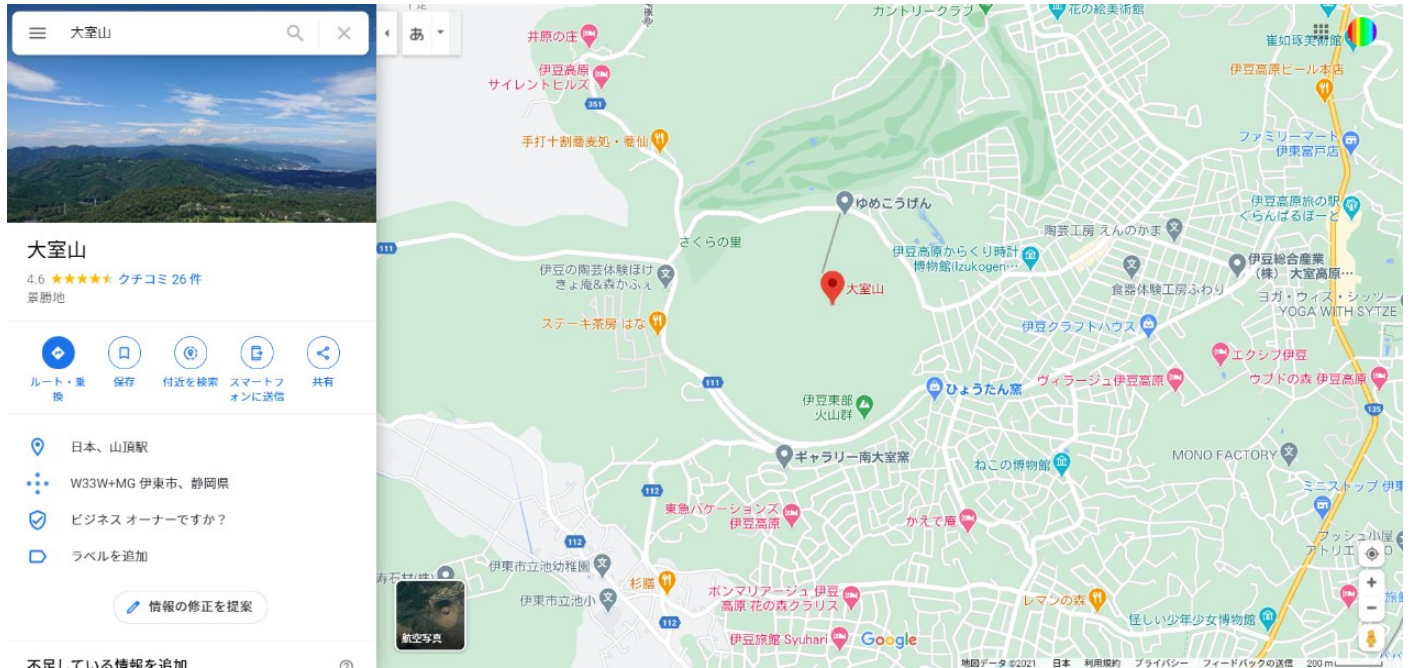 大室山
大室山
4.6
クチコミ 26 件
景勝地
ルート・乗
換
保存
付近を検索
スマートフ
ォンに送信
共有
日本、山頂駅
W33W+MG 伊東市、静岡県
ビジネス オーナーですか？
ラベルを追加
情報の修正を提案
不足している情報を追加
あ
カントリークラブ
花の絵美術館
崔如琢美術館
井原の庄
伊豆高原
サイレントヒルズ
伊豆高原ビール本店
351
手打十割蕎麦処・蕎仙
ファミリーマート
伊東富戸店
ゆめこうげん
伊豆高原旅の駅
ぐらんぱるぽーと
陶芸工房 えんのかま
さくらの里
111
伊豆高原からくり時計
博物館(Izukogen…
伊豆総合産業
（株） 大室高原…
伊豆の陶芸体験ほけ
きょ庵&森かふぇ
大室山
食器体験工房ふわり
ヨガ・ウィズ・シッツー
YOGA WITH SYTZE
ステーキ茶房 はな
伊豆クラフトハウス
エクシブ伊豆
111
ひょうたん窯
ヴィラージュ伊豆高原
ウブドの森 伊豆高原
伊豆東部
火山群
135
ギャラリー南大室窯
ねこの博物館
MONO FACTORY
112
ミニストップ 伊東
東急バケーションズ
伊豆高原
かえで庵
プッシュ小屋
アトリエ
112
伊東市立池幼稚園
寿石材(株)
杉膳
伊東市立池小
ボンマリアージュ 伊豆
高原 花の森クラリス
レマンの森
怪しい少年少女博物館
112
航空写真
伊豆旅館 Syuhari
Google
地図データ ©2021
日本
利用規約
プライバシー
フィードバックの送信
200 m